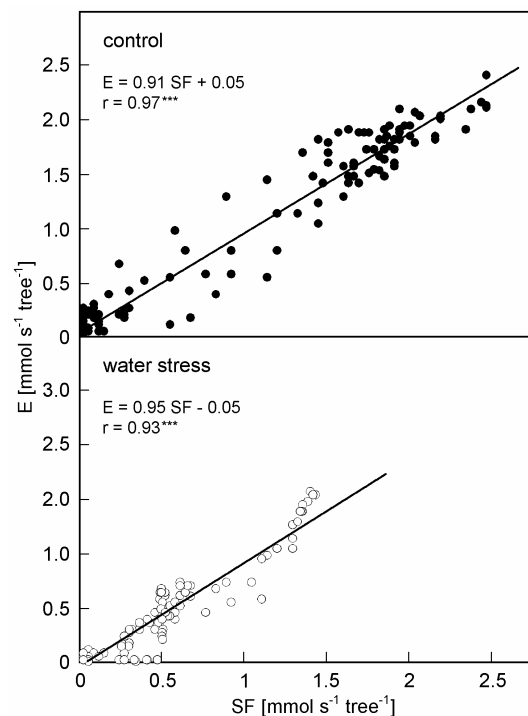 control
E = 0.91 SF + 0.05
r = 0.97***
2.5
2.0
1.5
1.0
0.5
0
E [mmol s⁻¹ tree⁻¹]
water stress
E = 0.95 SF - 0.05
r = 0.93***
3.0
2.0
2.0
1.0
1.0
0
0 0.5 1 1.5 2 2.5
SF [mmol s⁻¹ tree⁻¹]